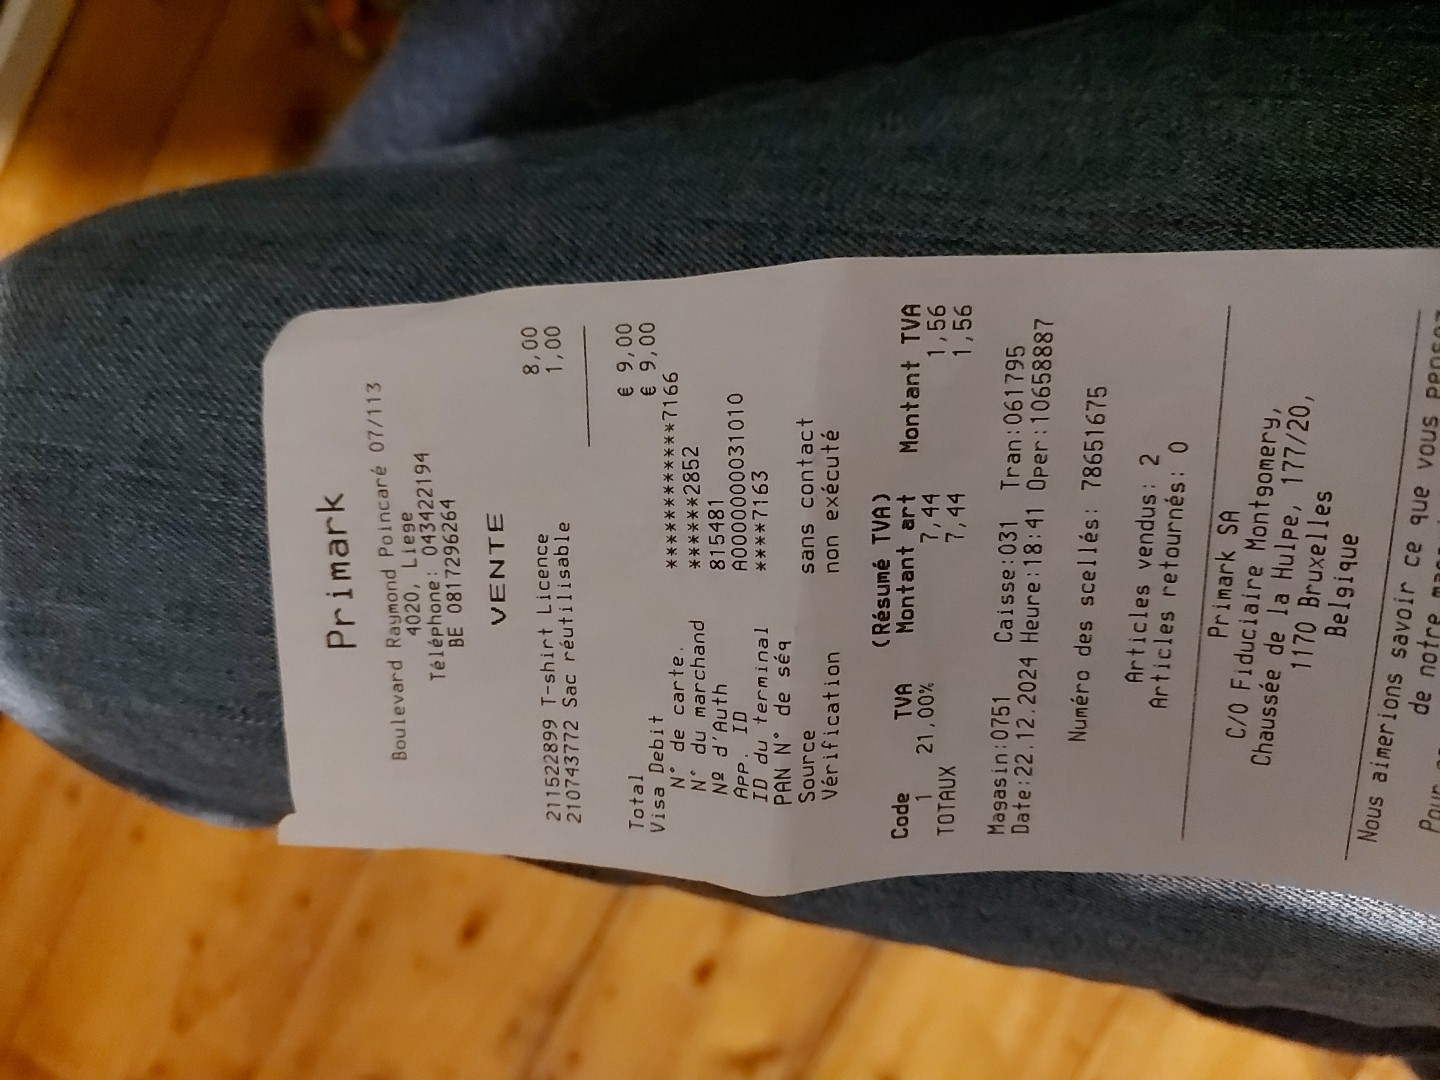 Primark
Boulevard Raymond Poincaré 07/113
4020, Liege
Téléphone: 043422194
BE 0817296264
VENTE
211522899 T-shirt Licence 8,00
210743772 Sac réutilisable 1,00
Total € 9,00
Visa Debit € 9,00
N° de carte. ************7166
N° du marchand ******2852
Nº d'Auth 815481
App. ID A0000000031010
ID du terminal ****7163
PAN N° de séq
Source sans contact
Vérification non exécuté
(Résumé TVA)
Code TVA Montant art Montant TVA
1 21,00% 7,44 1,56
TOTAUX 7,44 1,56
Magasin:0751 Caisse:031 Tran:061795
Date:22.12.2024 Heure:18:41 Oper:10658887
Numéro des scellés: 78651675
Articles vendus: 2
Articles retournés: 0
Primark SA
C/O Fiduciaire Montgomery,
Chaussée de la Hulpe, 177/20,
1170 Bruxelles
Belgique
Nous aimerions savoir ce que vous pensez
de notre
Pour